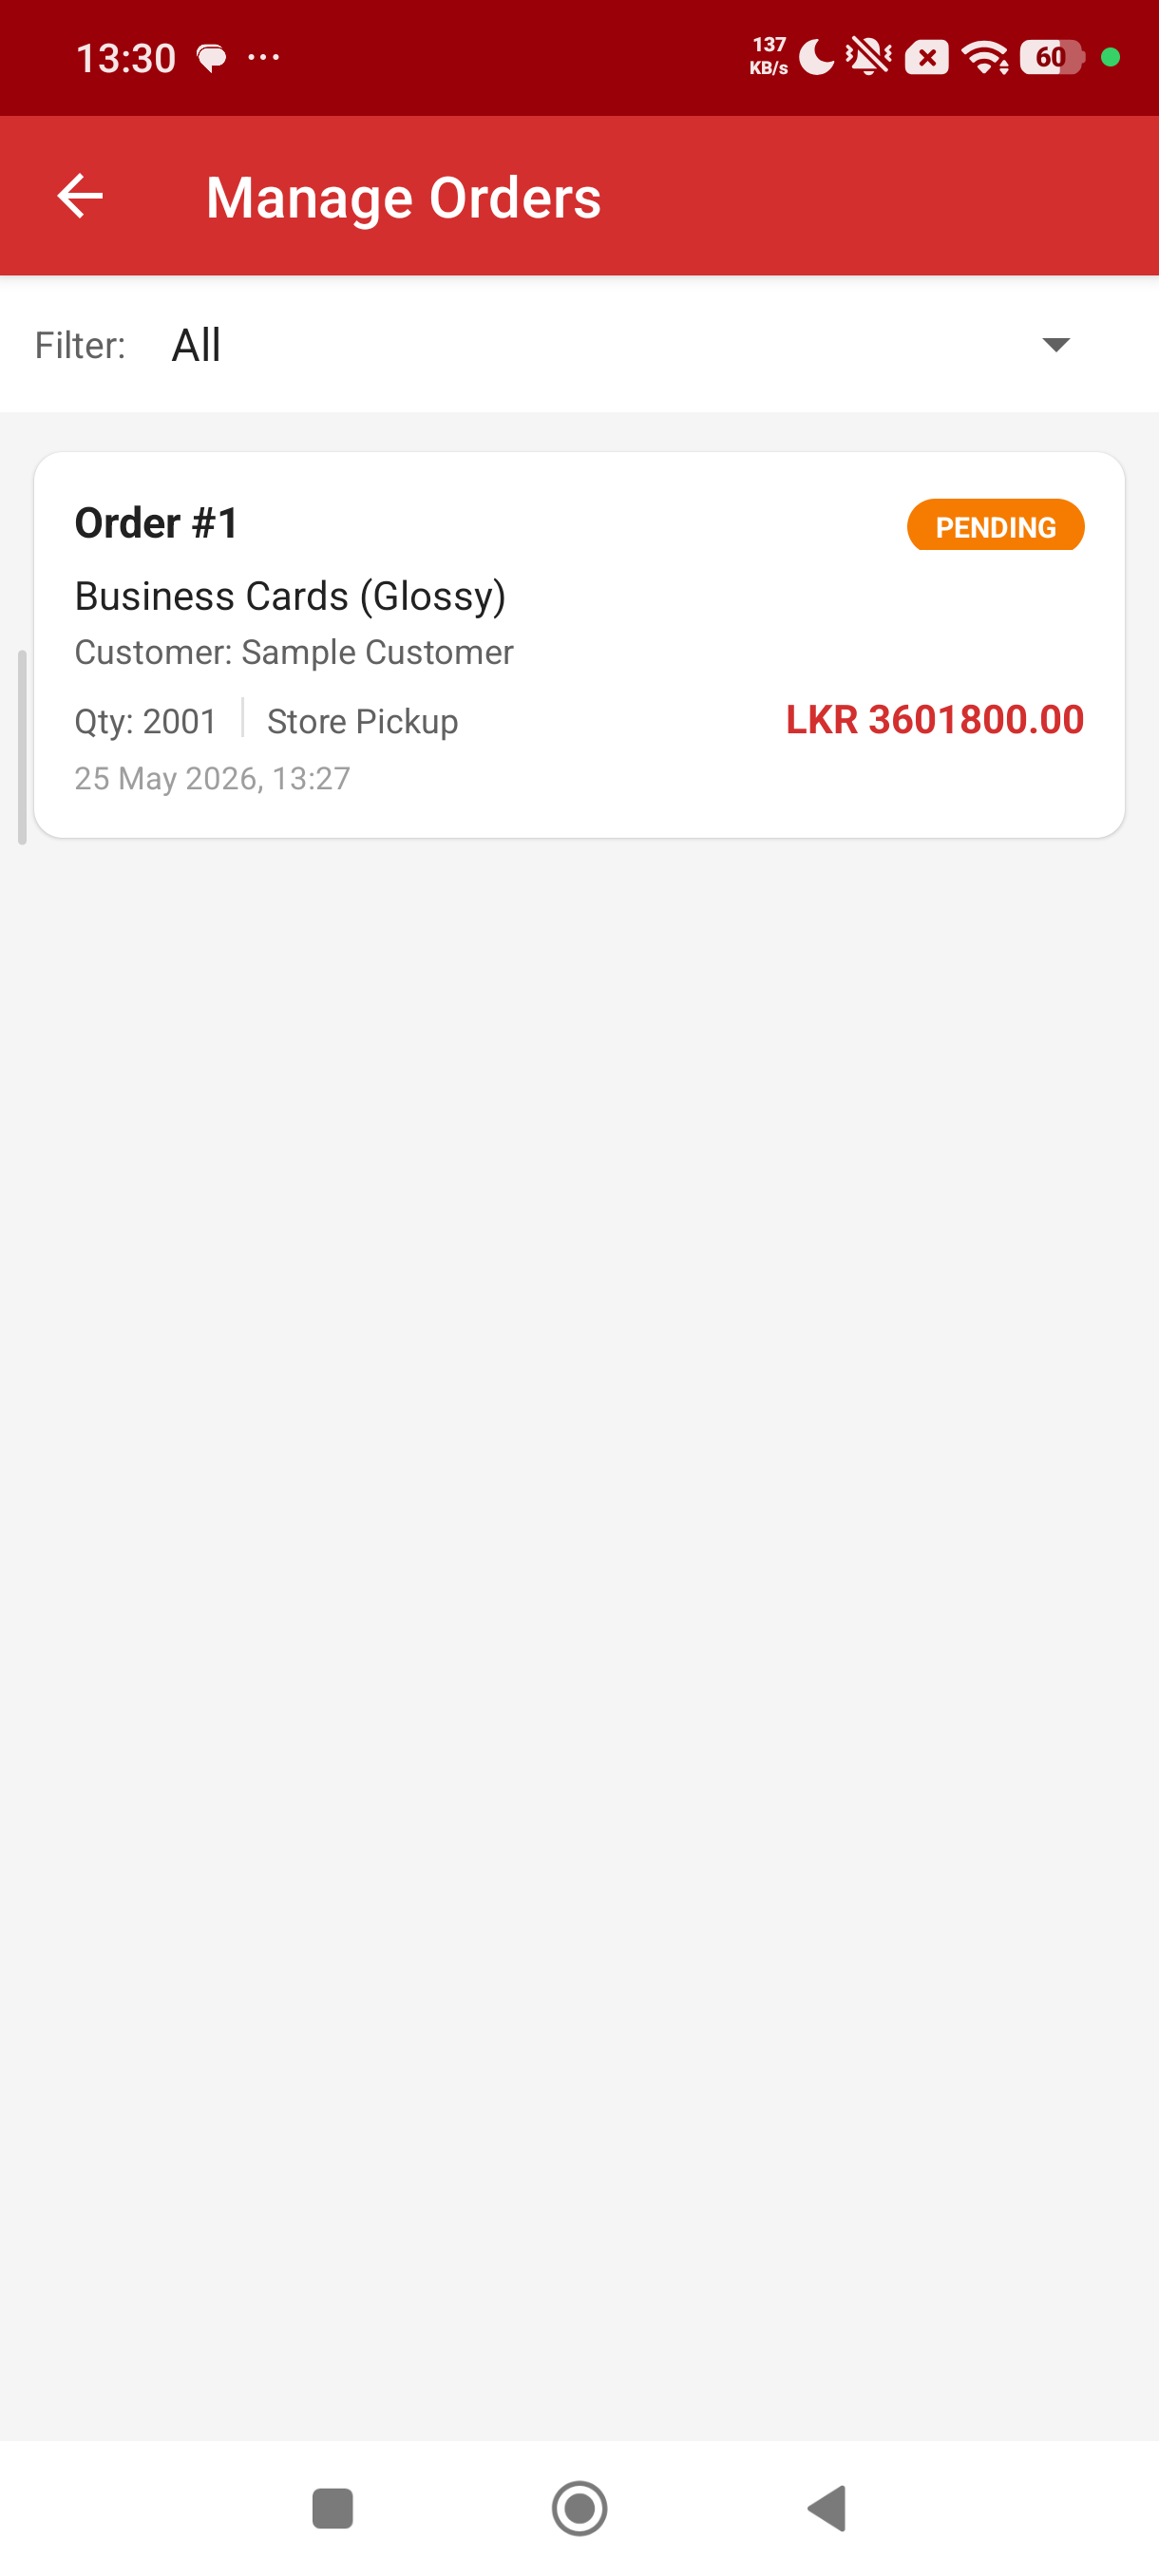 13:30 ... 137 KB/s 60
Manage Orders
Filter: All
Order #1 PENDING
Business Cards (Glossy)
Customer: Sample Customer
Qty: 2001 Store Pickup LKR 3601800.00
25 May 2026, 13:27